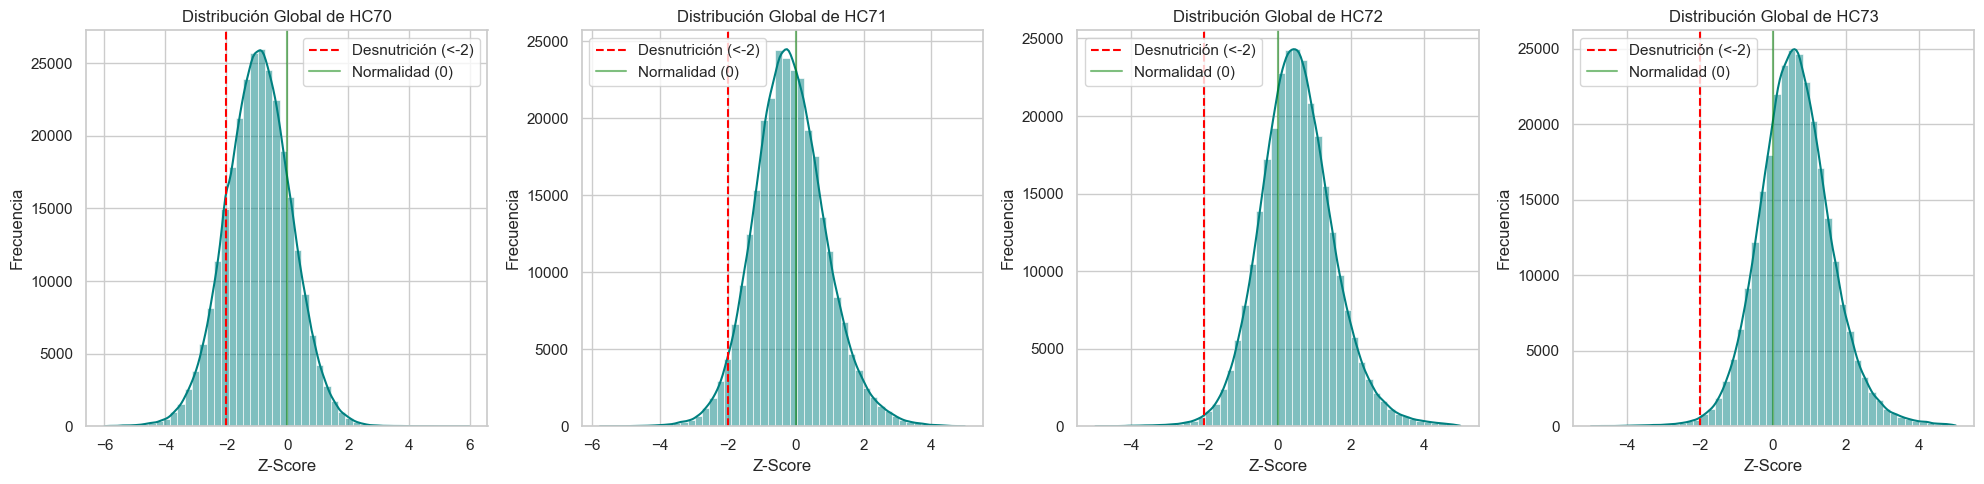 Distribución Global de HC70
Desnutrición (<-2)
Normalidad (0)
Frecuencia
25000
20000
15000
10000
5000
0
−6 −4 −2 0 2 4 6
Z-Score
Distribución Global de HC71
Desnutrición (<-2)
Normalidad (0)
Frecuencia
25000
20000
15000
10000
5000
0
−6 −4 −2 0 2 4
Z-Score
Distribución Global de HC72
Desnutrición (<-2)
Normalidad (0)
Frecuencia
25000
20000
15000
10000
5000
0
−4 −2 0 2 4
Z-Score
Distribución Global de HC73
Desnutrición (<-2)
Normalidad (0)
Frecuencia
25000
20000
15000
10000
5000
0
−4 −2 0 2 4
Z-Score